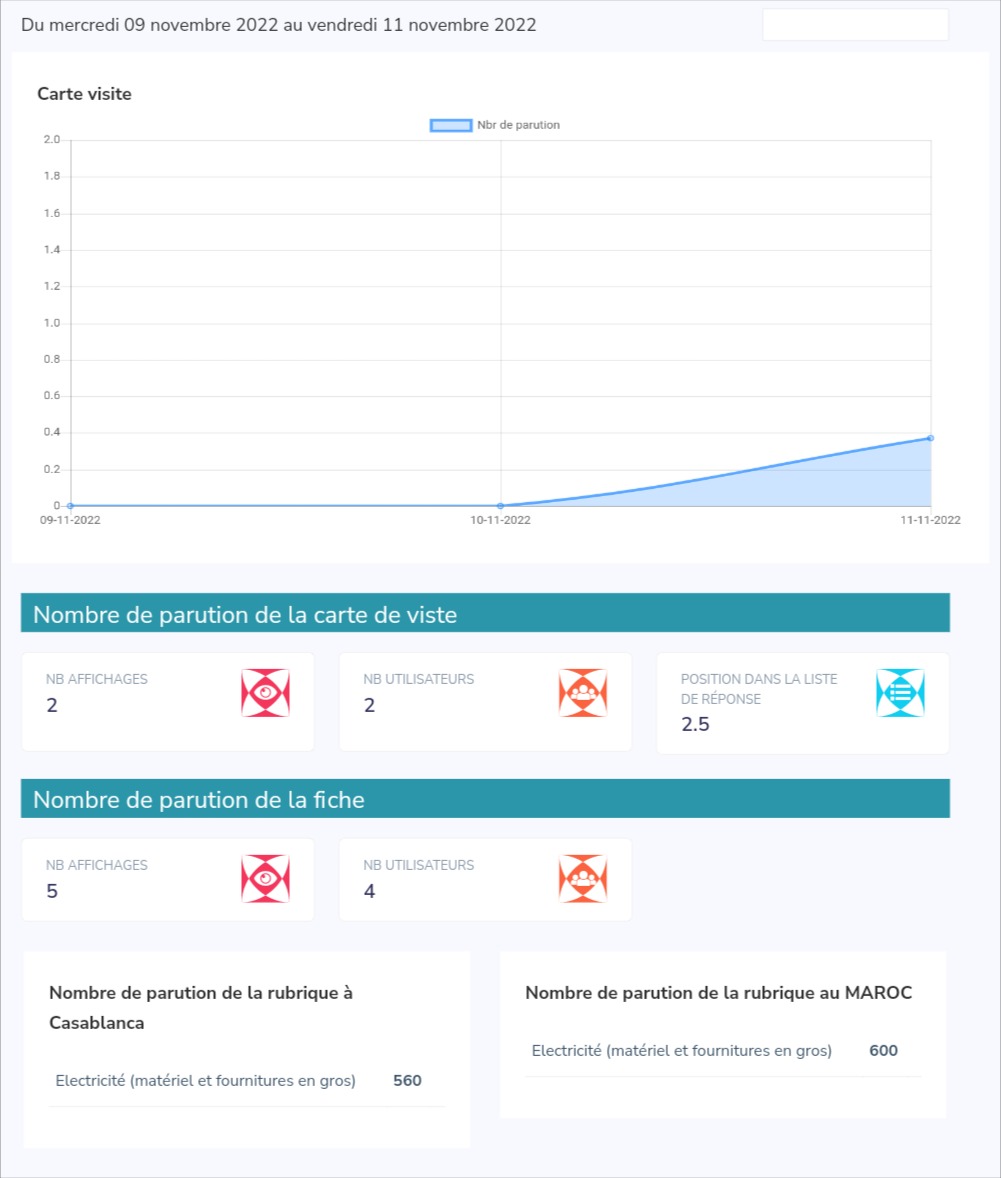 Du mercredi 09 novembre 2022 au vendredi 11 novembre 2022
Carte visite
Nbr de parution
2.0
1.8
1.6
1.4
1.2
1.0
0.8
0.6
0.4
0.2
0
09-11-2022 10-11-2022 11-11-2022
Nombre de parution de la carte de viste
NB AFFICHAGES
2
NB UTILISATEURS
2
POSITION DANS LA LISTE
DE RÉPONSE
2.5
Nombre de parution de la fiche
NB AFFICHAGES
5
NB UTILISATEURS
4
Nombre de parution de la rubrique à
Casablanca
Electricité (matériel et fournitures en gros) 560
Nombre de parution de la rubrique au MAROC
Electricité (matériel et fournitures en gros) 600